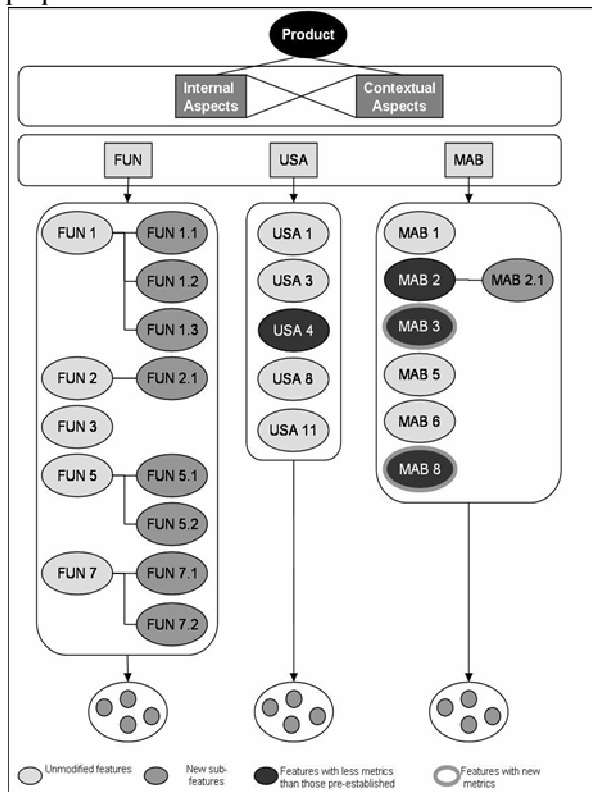 Product
Internal
Aspects
Contextual
Aspects
FUN
USA
MAB
FUN 1
FUN 1.1
FUN 1.2
FUN 1.3
FUN 2
FUN 2.1
FUN 3
FUN 5
FUN 5.1
FUN 5.2
FUN 7
FUN 7.1
FUN 7.2
USA 1
USA 3
USA 4
USA 8
USA 11
MAB 1
MAB 2
MAB 2.1
MAB 3
MAB 5
MAB 6
MAB 8
Unmodified features
New sub-
features
Features with less metrics
than those pre-established
Features with new
metrics